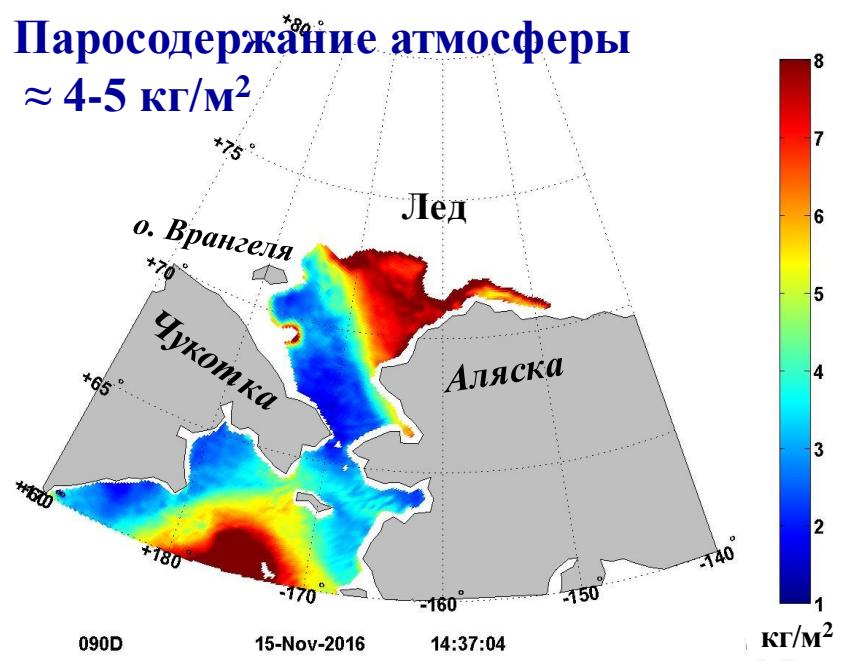 Паросодержание атмосферы
≈ 4-5 кг/м²
+80°
+75°
Лед
о. Врангеля
+70°
Чукотка
Аляска
+65°
+180°
-170°
-160°
-150°
-140°
8
7
6
5
4
3
2
1
кг/м²
090D 15-Nov-2016 14:37:04